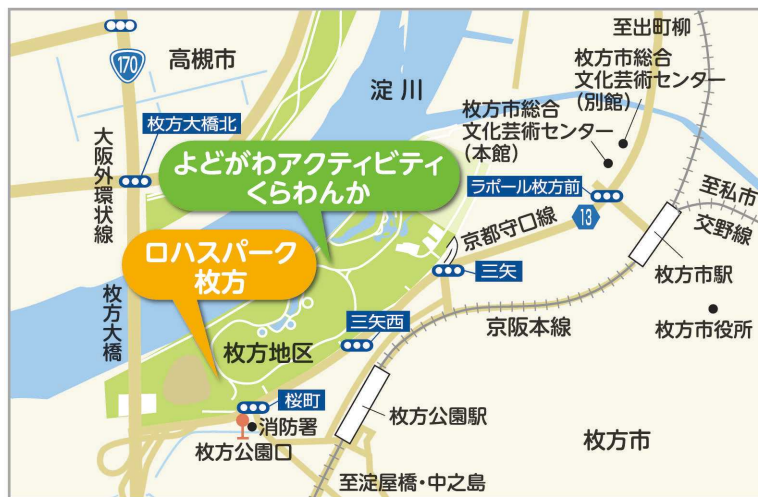 170
高槻市
淀川
至出町柳
枚方市総合
文化芸術センター
(別館)
枚方市総合
文化芸術センター
(本館)
枚方大橋北
大阪外環状線
よどがわアクティビティ
くらわんか
ラポール枚方前
至私市
交野線
京都守口線
13
ロハスパーク
枚方
三矢
枚方市駅
枚方大橋
三矢西
京阪本線
枚方市役所
枚方地区
桜町
消防署
枚方公園口
枚方公園駅
枚方市
至淀屋橋・中之島